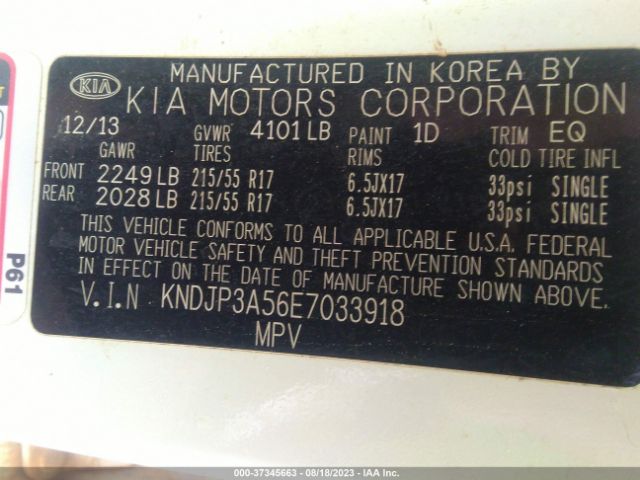 MANUFACTURED IN KOREA BY
KIA KIA MOTORS CORPORATION
12/13 GVWR 4101 LB PAINT 1D TRIM EQ
GAWR TIRES RIMS COLD TIRE INFL
FRONT 2249 LB 215/55 R17 6.5JX17 33psi SINGLE
REAR 2028 LB 215/55 R17 6.5JX17 33psi SINGLE
THIS VEHICLE CONFORMS TO ALL APPLICABLE U.S.A. FEDERAL
MOTOR VEHICLE SAFETY AND THEFT PREVENTION STANDARDS
IN EFFECT ON THE DATE OF MANUFACTURE SHOWN ABOVE.
V.I.N KNDJP3A56E7033918
MPV
P61
000-37345663 - 08/18/2023 - IAA Inc.